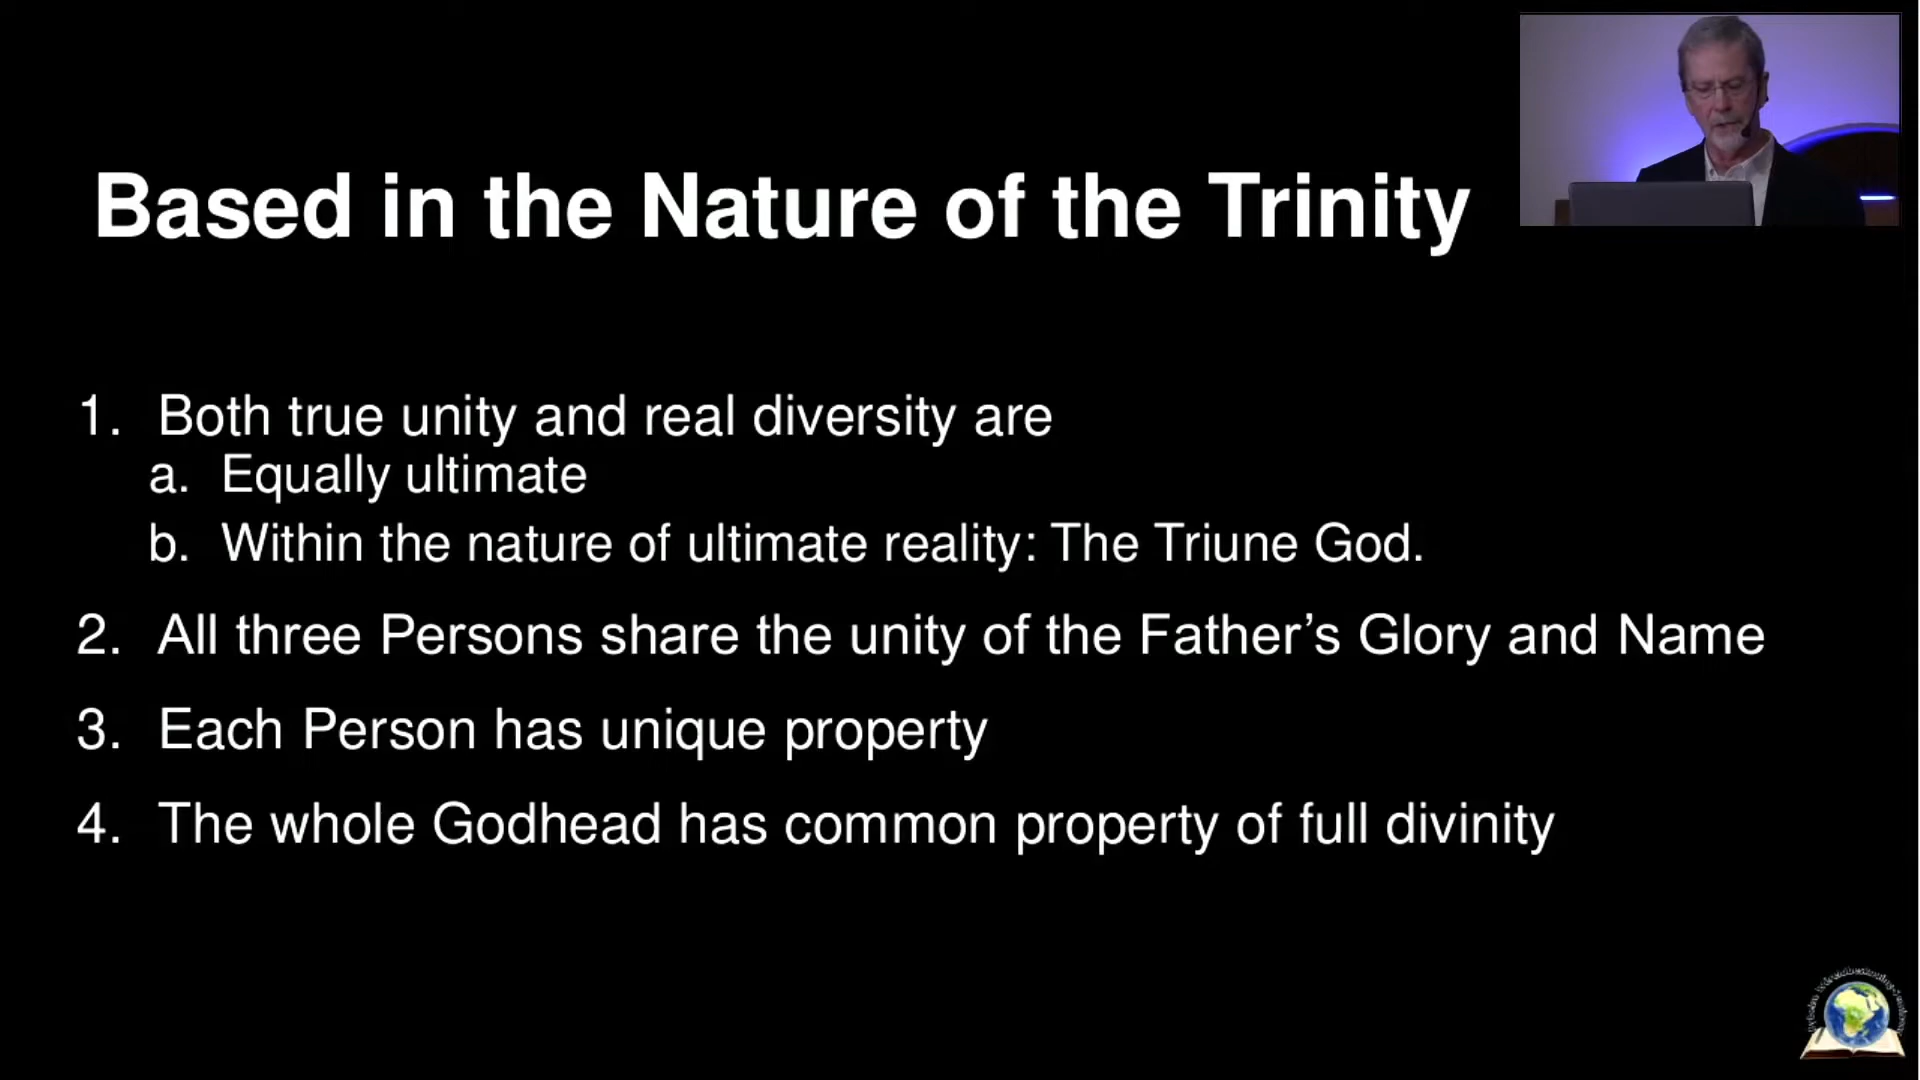 Based in the Nature of the Trinity
1. Both true unity and real diversity are
a. Equally ultimate
b. Within the nature of ultimate reality: The Triune God.
2. All three Persons share the unity of the Father’s Glory and Name
3. Each Person has unique property
4. The whole Godhead has common property of full divinity